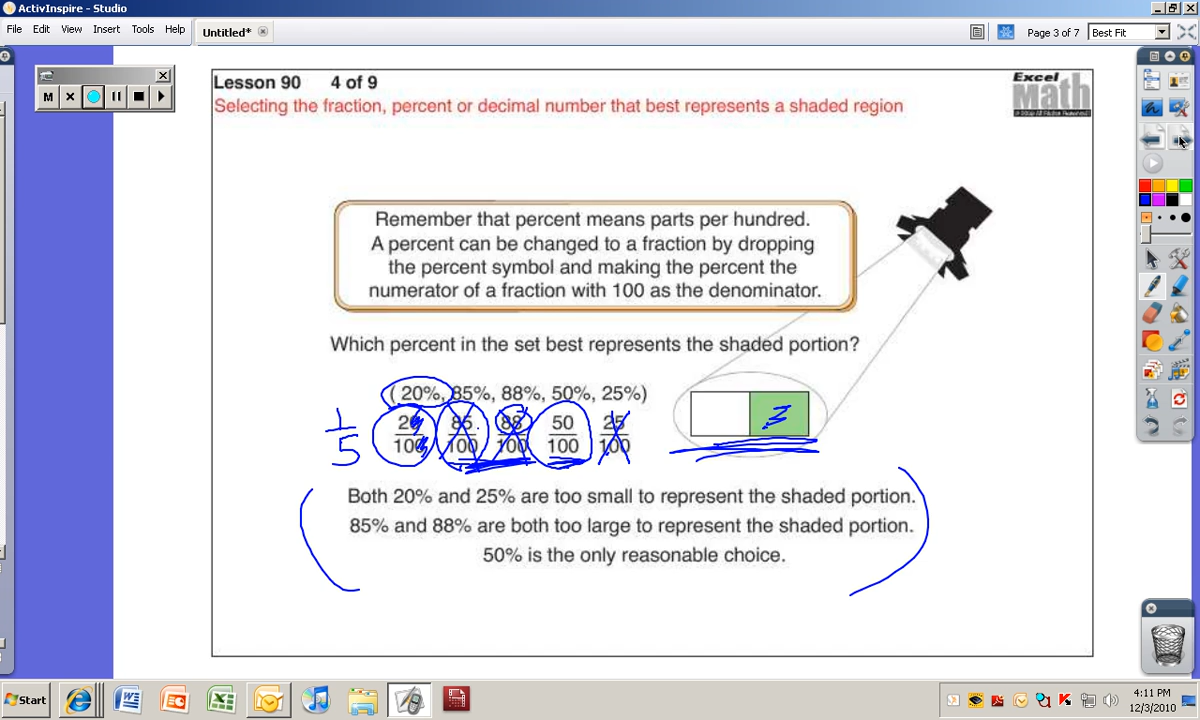 ActivInspire - Studio
File Edit View Insert Tools Help
Untitled*
Page 3 of 7
Best Fit
M
Lesson 90 4 of 9
Selecting the fraction, percent or decimal number that best represents a shaded region
Excel
Math
Remember that percent means parts per hundred.
A percent can be changed to a fraction by dropping
the percent symbol and making the percent the
numerator of a fraction with 100 as the denominator.
Which percent in the set best represents the shaded portion?
( 20%, 85%, 88%, 50%, 25%)
1 20 85 88 50 25
5 100 100 100 100 100
Both 20% and 25% are too small to represent the shaded portion.
85% and 88% are both too large to represent the shaded portion.
50% is the only reasonable choice.
Start
4:11 PM
12/3/2010